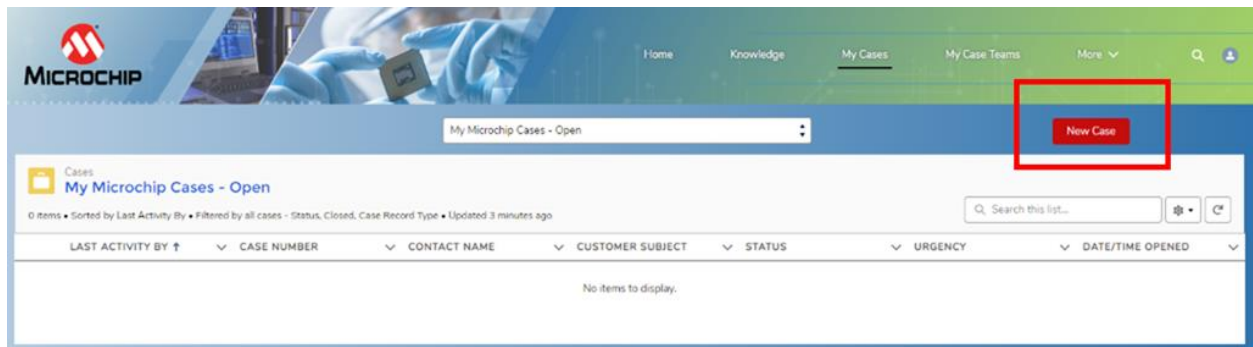 MICROCHIP
Home Knowledge My Cases My Case Teams More
My Microchip Cases - Open
New Case
Cases
My Microchip Cases - Open
0 items • Sorted by Last Activity By • Filtered by all cases - Status, Closed, Case Record Type • Updated 3 minutes ago
Search this list...
LAST ACTIVITY BY ↑ CASE NUMBER CONTACT NAME CUSTOMER SUBJECT STATUS URGENCY DATE/TIME OPENED
No items to display.